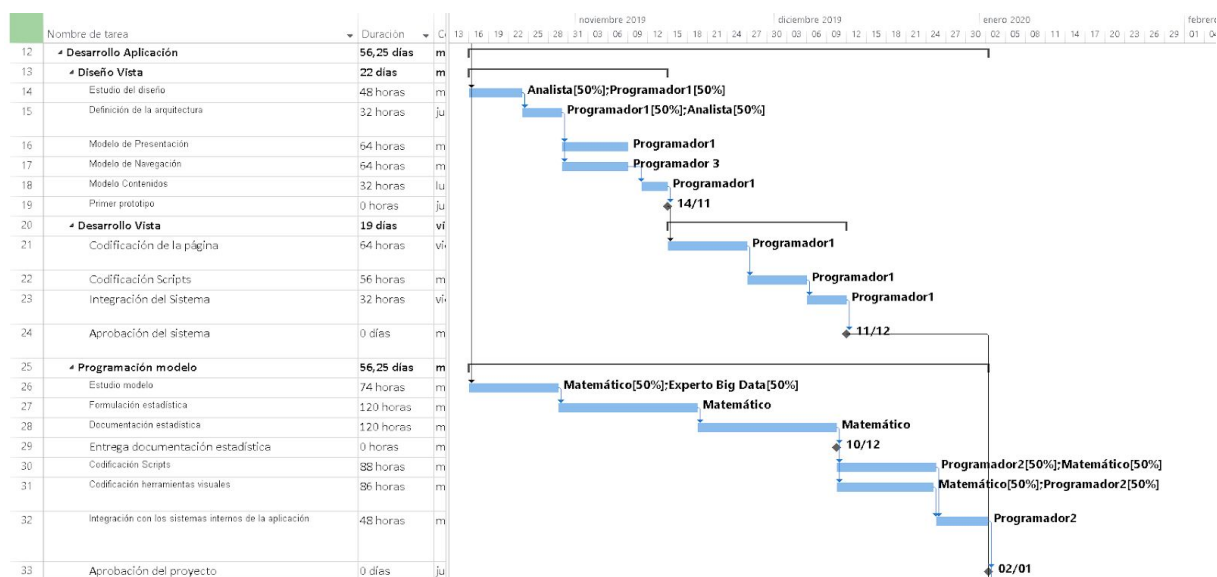 noviembre 2019 diciembre 2019 enero 2020 febrer
Nombre de tarea Duración 13 16 19 22 25 28 31 03 06 09 12 15 18 21 24 27 30 03 06 09 12 15 18 21 24 27 30 02 05 08 11 14 17 20 23 26 29 01 04
12 Desarrollo Aplicación 56,25 días m
13 Diseño Vista 22 días m
14 Estudio del diseño 48 horas m Analista[50%];Programador1[50%]
15 Definición de la arquitectura 32 horas ju Programador1[50%];Analista[50%]
16 Modelo de Presentación 64 horas m Programador1
17 Modelo de Navegación 64 horas m Programador 3
18 Modelo Contenidos 32 horas lu Programador1
19 Primer prototipo 0 horas ju 14/11
20 Desarrollo Vista 19 días vi
21 Codificación de la página 64 horas vi Programador1
22 Codificación Scripts 56 horas m Programador1
23 Integración del Sistema 32 horas vi Programador1
24 Aprobación del sistema 0 días m 11/12
25 Programación modelo 56,25 días m
26 Estudio modelo 74 horas m Matemático[50%];Experto Big Data[50%]
27 Formulación estadística 120 horas m Matemático
28 Documentación estadística 120 horas m Matemático
29 Entrega documentación estadística 0 horas m 10/12
30 Codificación Scripts 88 horas m Programador2[50%];Matemático[50%]
31 Codificación herramientas visuales 86 horas m Matemático[50%];Programador2[50%]
32 Integración con los sistemas internos de la aplicación 48 horas m Programador2
33 Aprobación del proyecto 0 días ju 02/01